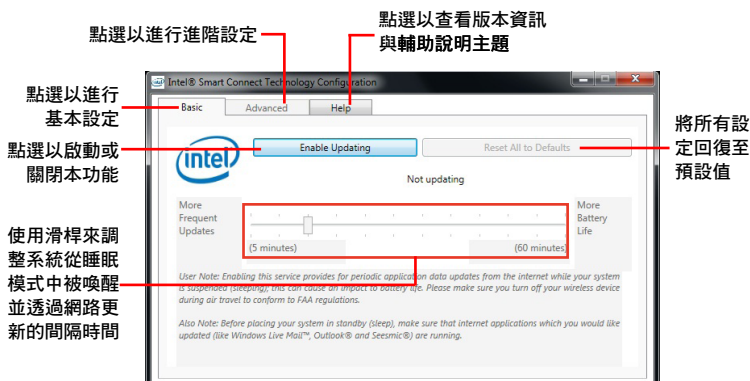 點選以進行進階設定
點選以查看版本資訊
與輔助說明主題
點選以進行
基本設定
點選以啟動或
關閉本功能
使用滑桿來調
整系統從睡眠
模式中被喚醒
並透過網路更
新的間隔時間
將所有設
定回復至
預設值
Intel® Smart Connect Technology Configuration
Basic
Advanced
Help
intel
Enable Updating
Reset All to Defaults
Not updating
More
Frequent
Updates
More
Battery
Life
(5 minutes)
(60 minutes)
User Note: Enabling this service provides for periodic application data updates from the internet while your system
is suspended (sleeping); this can cause an impact to battery life. Please make sure you turn off your wireless device
during air travel to conform to FAA regulations.
Also Note: Before placing your system in standby (sleep), make sure that internet applications which you would like
updated (like Windows Live Mail™, Outlook® and Seesmic®) are running.